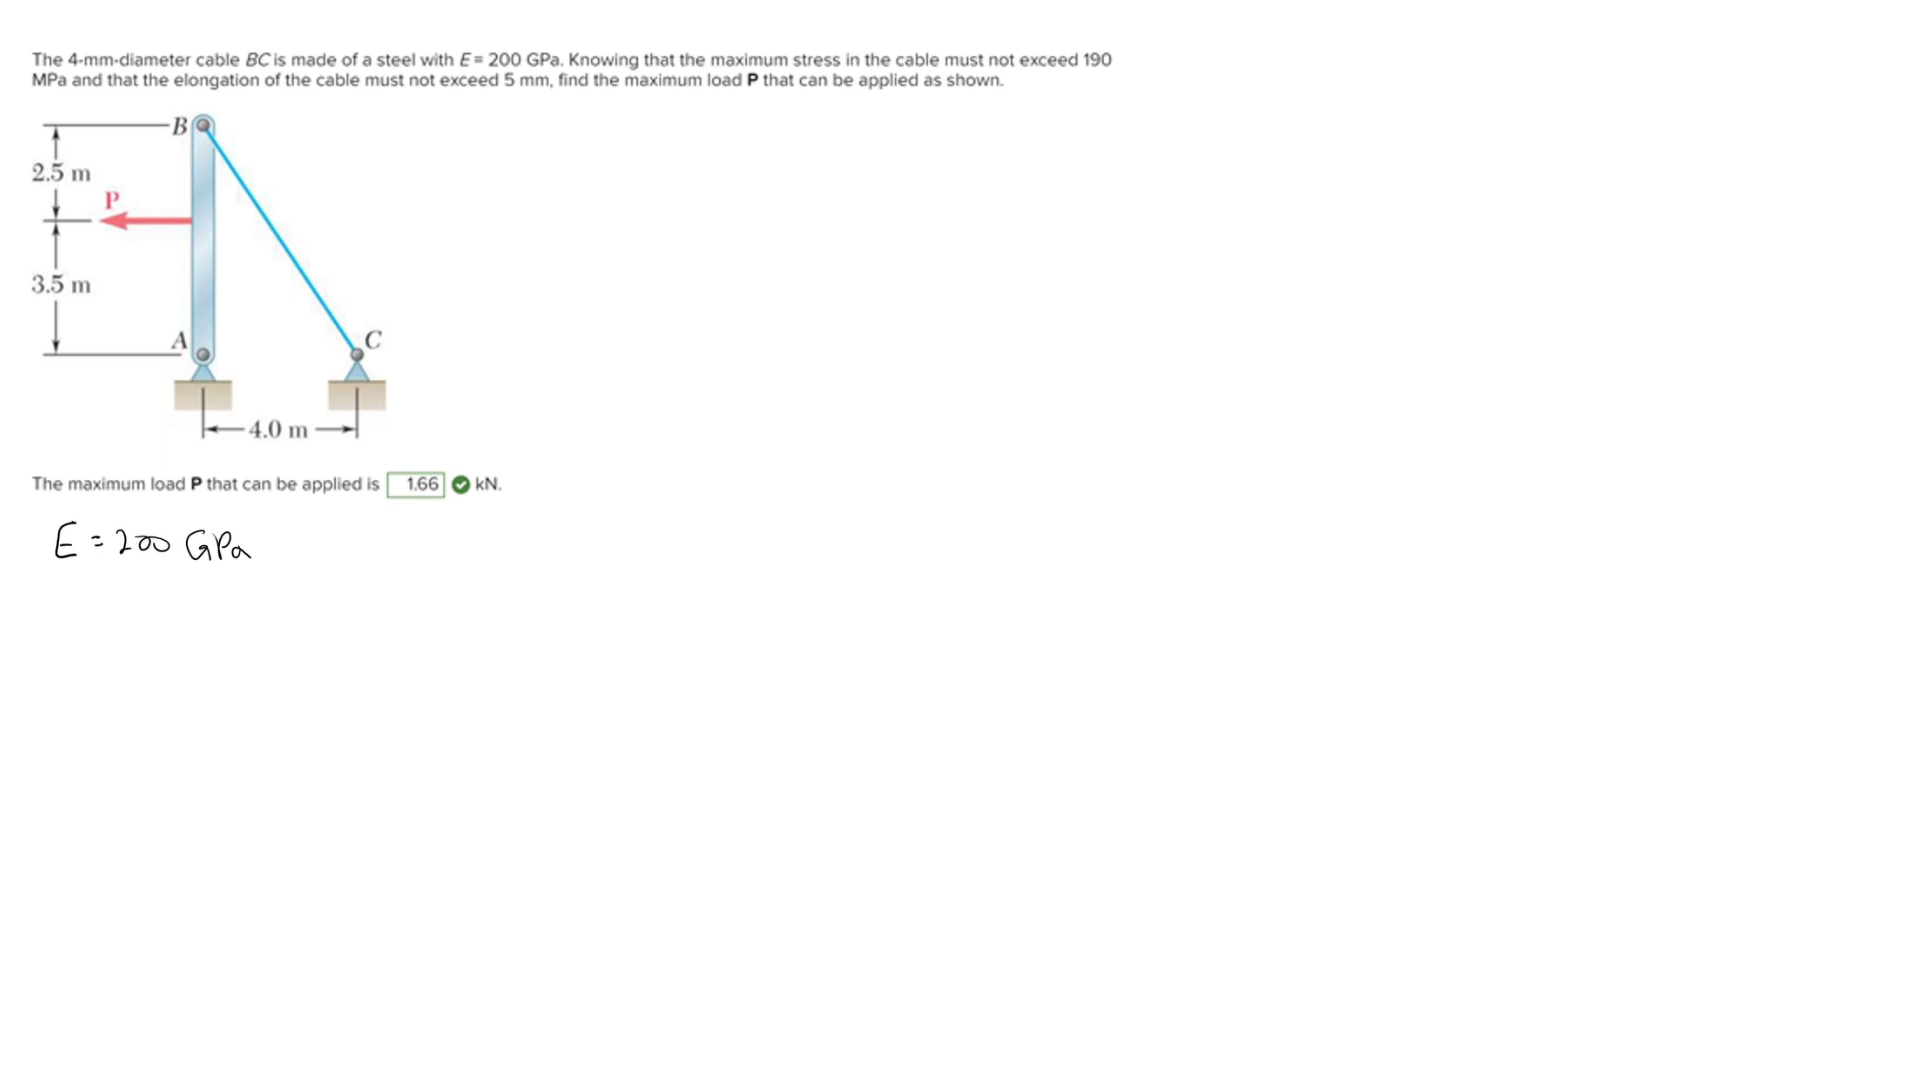 The 4-mm-diameter cable BC is made of a steel with E = 200 GPa. Knowing that the maximum stress in the cable must not exceed 190
MPa and that the elongation of the cable must not exceed 5 mm, find the maximum load P that can be applied as shown.
B
2.5 m
P
3.5 m
A
C
4.0 m
The maximum load P that can be applied is 1.66 kN.
E = 200 GPa